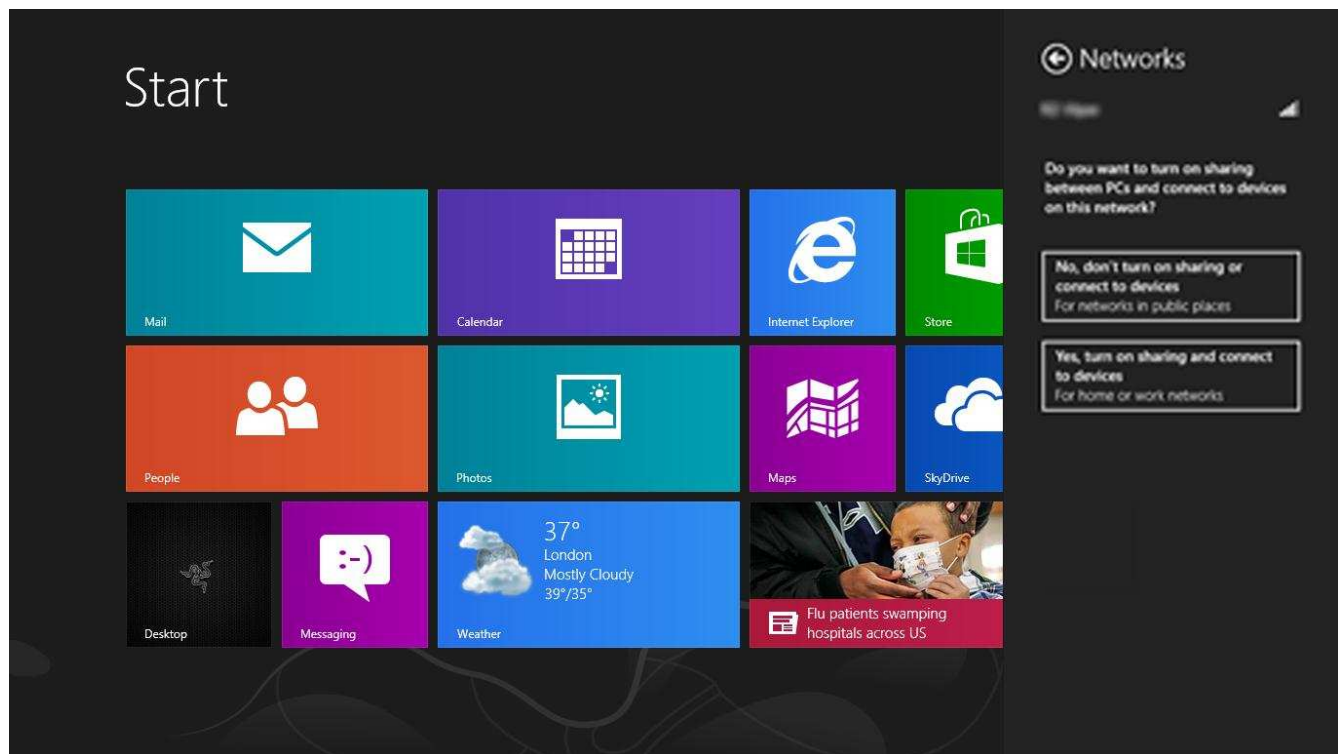 Start
Mail
Calendar
Internet Explorer
Store
People
Photos
Maps
SkyDrive
Desktop
Messaging
37°
London
Mostly Cloudy
39°/35°
Weather
Flu patients swamping
hospitals across US
:-)
Networks
Do you want to turn on sharing
between PCs and connect to devices
on this network?
No, don't turn on sharing or
connect to devices
For networks in public places
Yes, turn on sharing and connect
to devices
For home or work networks